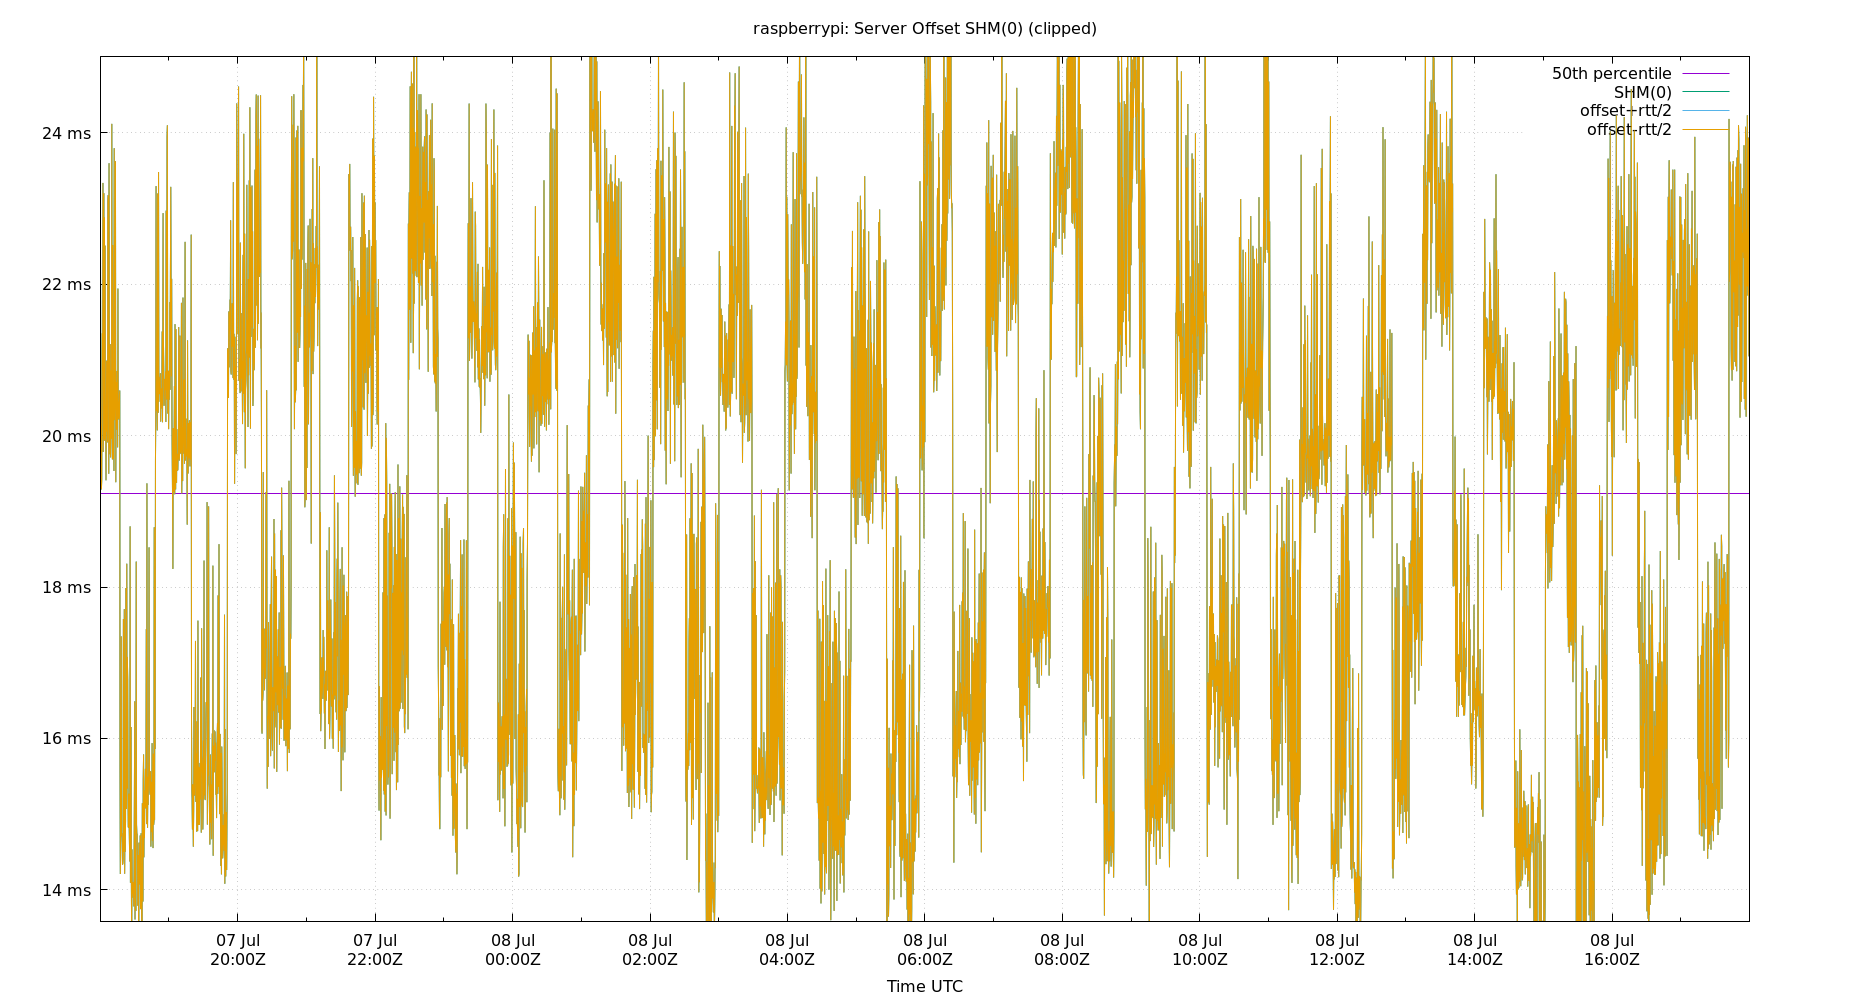 raspberrypi: Server Offset SHM(0) (clipped)
50th percentile
SHM(0)
offset+rtt/2
offset-rtt/2
24 ms
22 ms
20 ms
18 ms
16 ms
14 ms
07 Jul 07 Jul 08 Jul 08 Jul 08 Jul 08 Jul 08 Jul 08 Jul 08 Jul 08 Jul 08 Jul
20:00Z 22:00Z 00:00Z 02:00Z 04:00Z 06:00Z 08:00Z 10:00Z 12:00Z 14:00Z 16:00Z
Time UTC